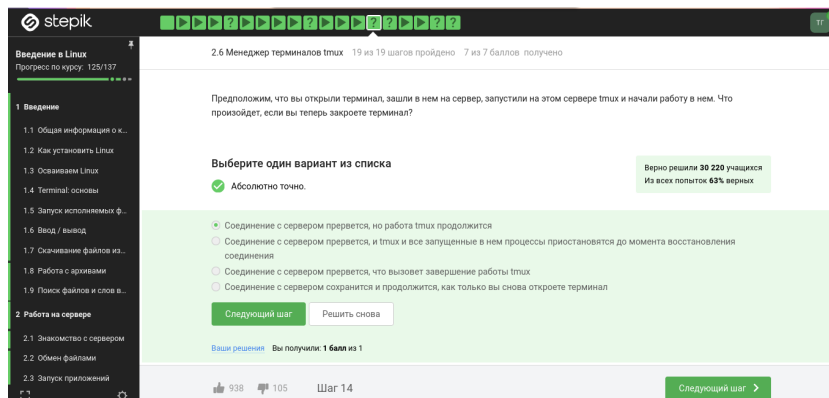 stepik
ТГ
Введение в Linux
Прогресс по курсу: 125/137
2.6 Менеджер терминалов tmux 19 из 19 шагов пройдено 7 из 7 баллов получено
1 Введение
1.1 Общая информация о к...
1.2 Как установить Linux
1.3 Осваиваем Linux
1.4 Terminal: основы
1.5 Запуск исполняемых ф...
1.6 Ввод / вывод
1.7 Скачивание файлов из...
1.8 Работа с архивами
1.9 Поиск файлов и слов в...
2 Работа на сервере
2.1 Знакомство с сервером
2.2 Обмен файлами
2.3 Запуск приложений
Предположим, что вы открыли терминал, зашли в нем на сервер, запустили на этом сервере tmux и начали работу в нем. Что
произойдет, если вы теперь закроете терминал?
Выберите один вариант из списка
Абсолютно точно.
Верно решили 30 220 учащихся
Из всех попыток 63% верных
Соединение с сервером прервется, но работа tmux продолжится
Соединение с сервером прервется, и tmux и все запущенные в нем процессы приостановятся до момента восстановления
соединения
Соединение с сервером прервется, что вызовет завершение работы tmux
Соединение с сервером сохранится и продолжится, как только вы снова откроете терминал
Следующий шаг Решить снова
Ваши решения Вы получили: 1 балл из 1
938 105 Шаг 14 Следующий шаг